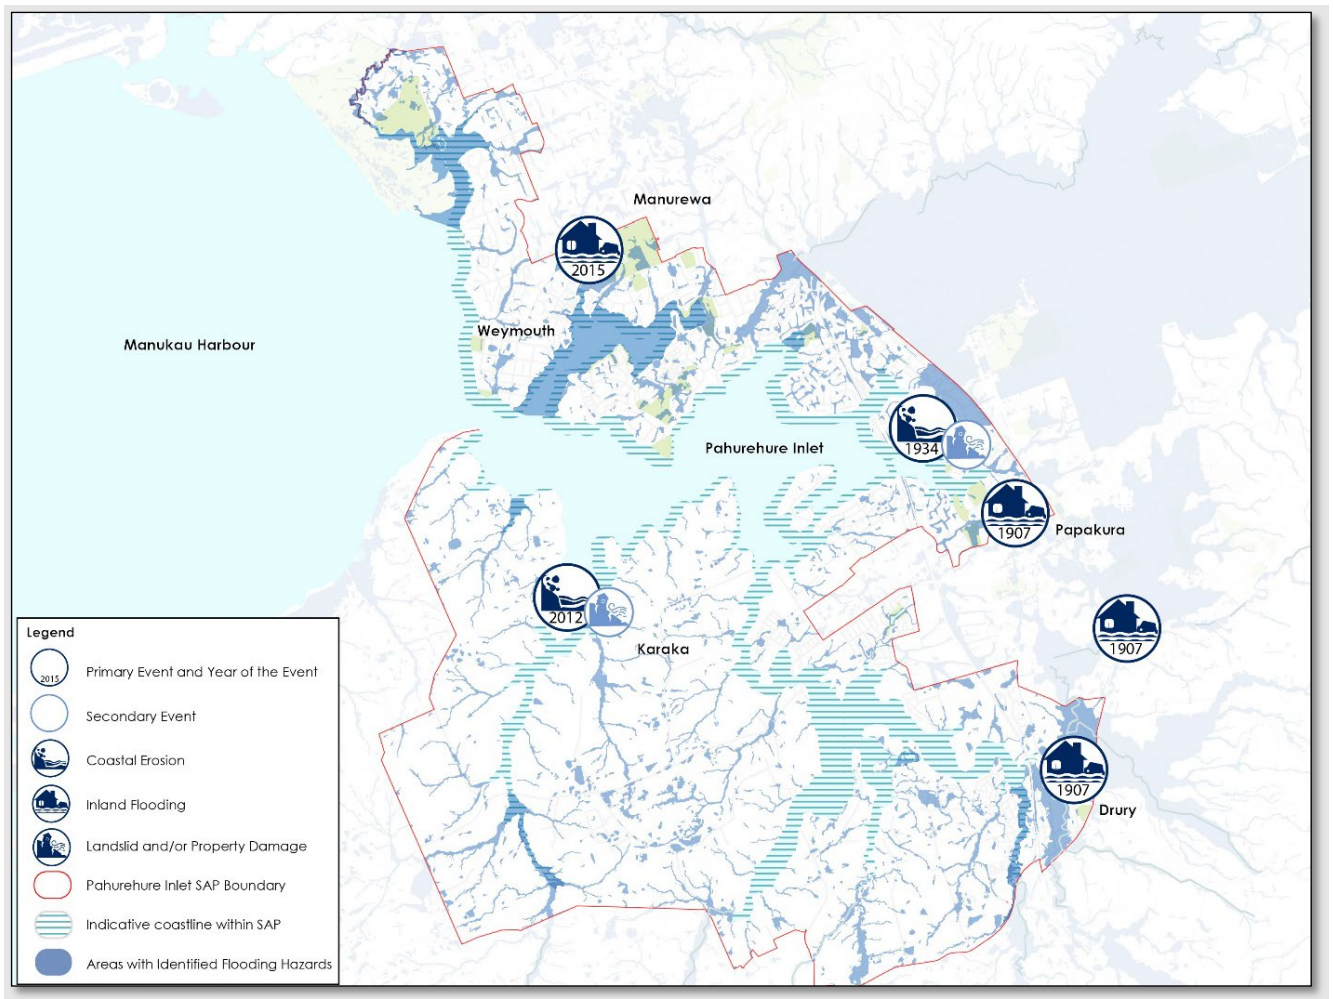 Manurewa
2015
Weymouth
Manukau Harbour
1934
Pahurehure Inlet
1907
Papakura
2012
1907
Karaka
1907
Drury
Legend
2015
Primary Event and Year of the Event
Secondary Event
Coastal Erosion
Inland Flooding
Landslid and/or Property Damage
Pahurehure Inlet SAP Boundary
Indicative coastline within SAP
Areas with Identified Flooding Hazards